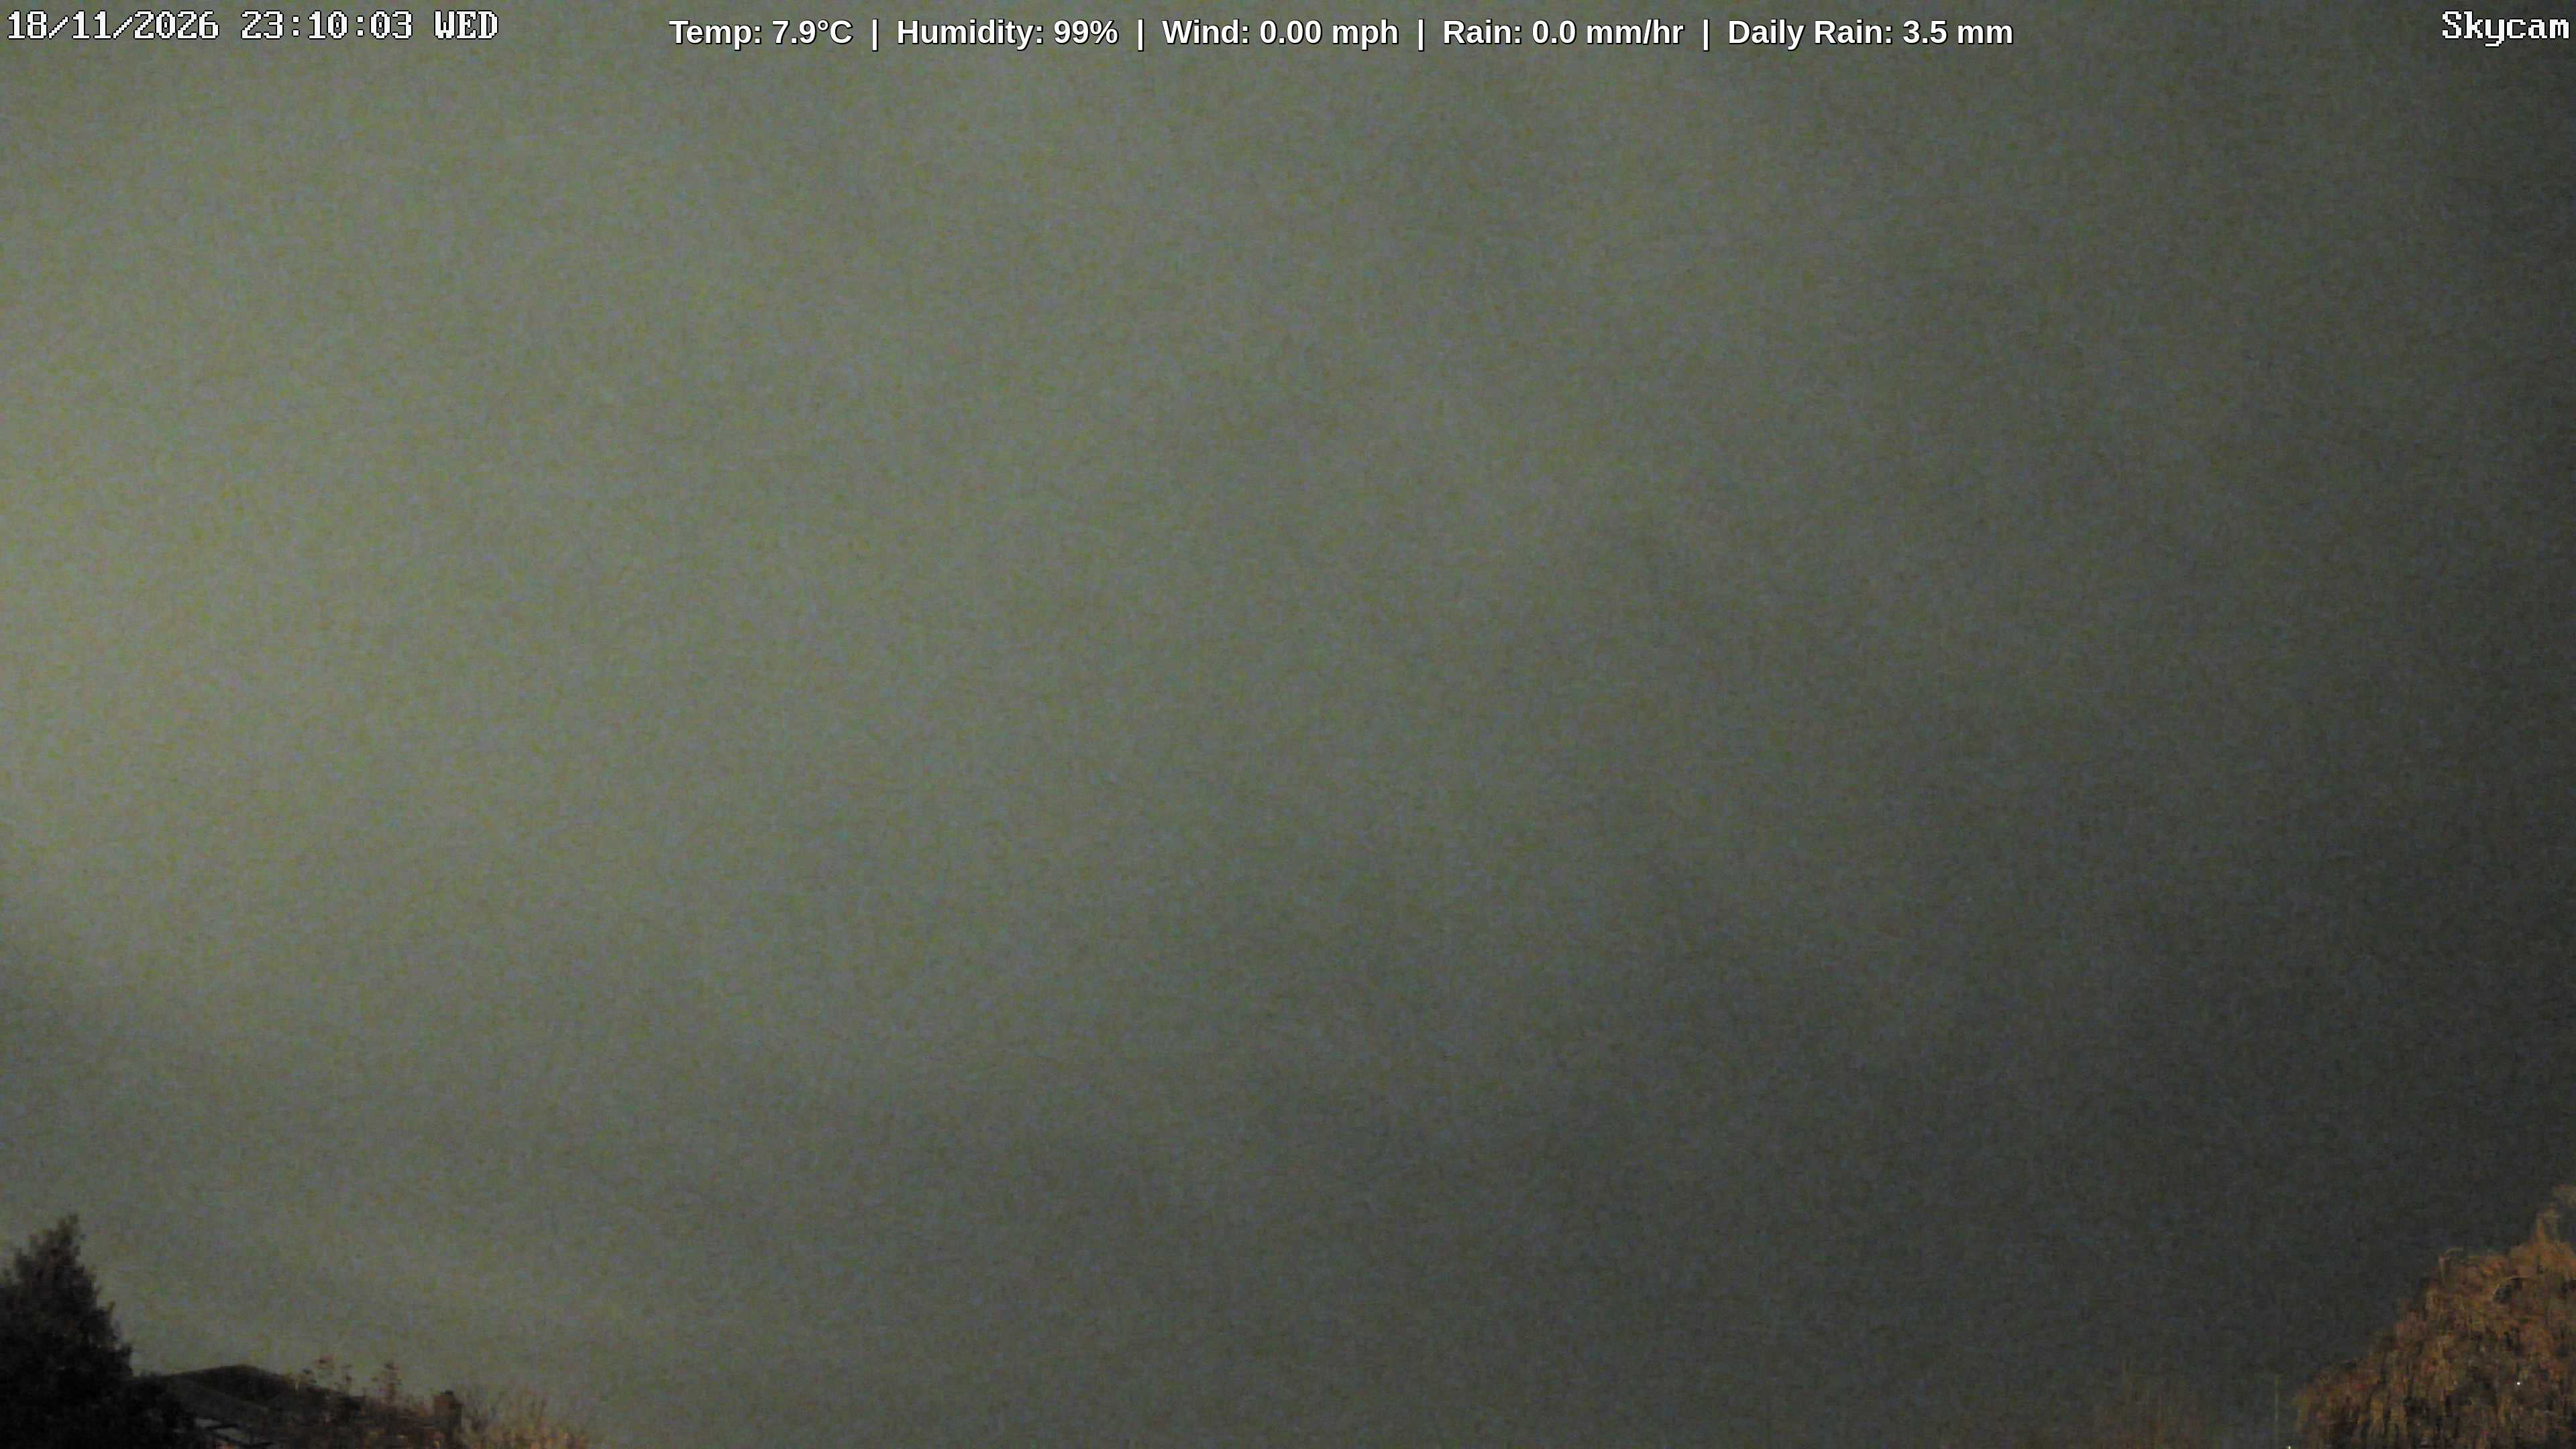 18/11/2026 23:10:03 WED
Temp: 7.9°C | Humidity: 99% | Wind: 0.00 mph | Rain: 0.0 mm/hr | Daily Rain: 3.5 mm
Skycam